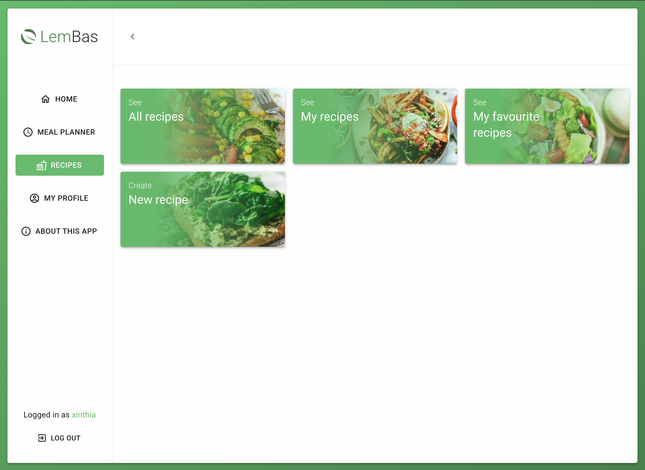 LemBas
HOME
MEAL PLANNER
RECIPES
MY PROFILE
ABOUT THIS APP
Logged in as xinthia
LOG OUT
See
All recipes
See
My recipes
See
My favourite
recipes
Create
New recipe